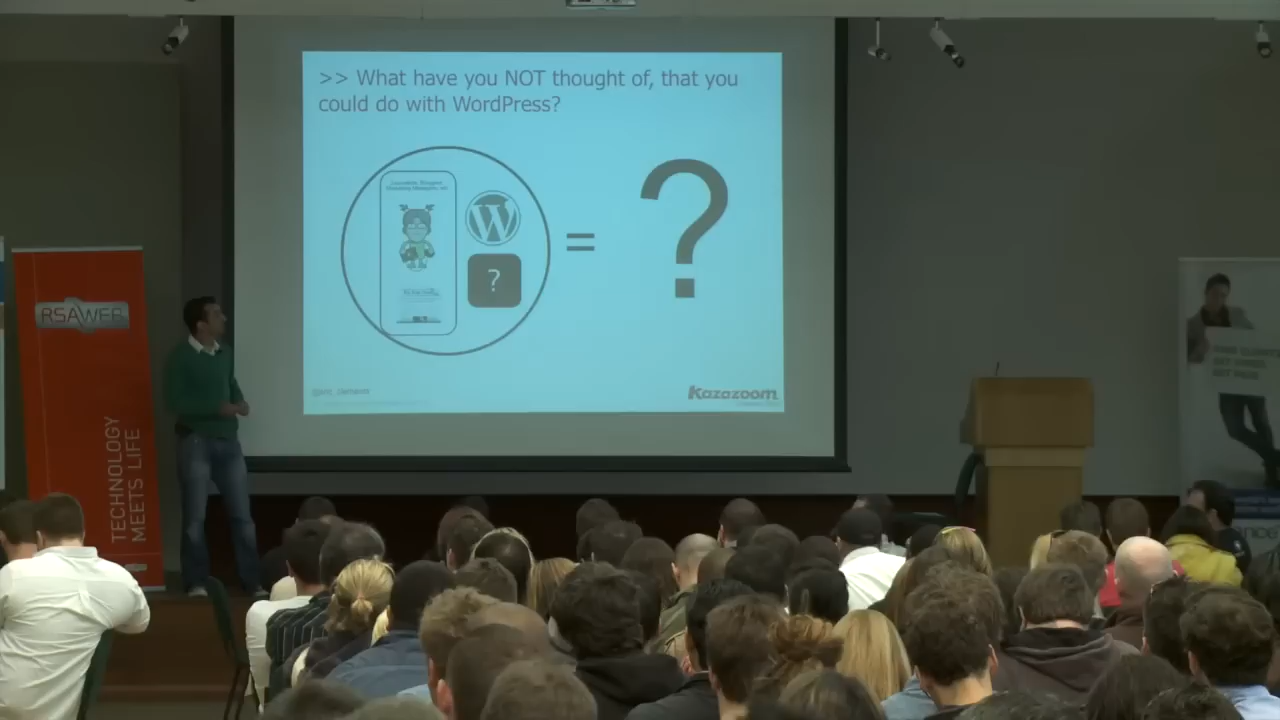 >> What have you NOT thought of, that you
could do with WordPress?
W
?
=
?
Kazazoom
RSAWEB
TECHNOLOGY
MEETS LIFE